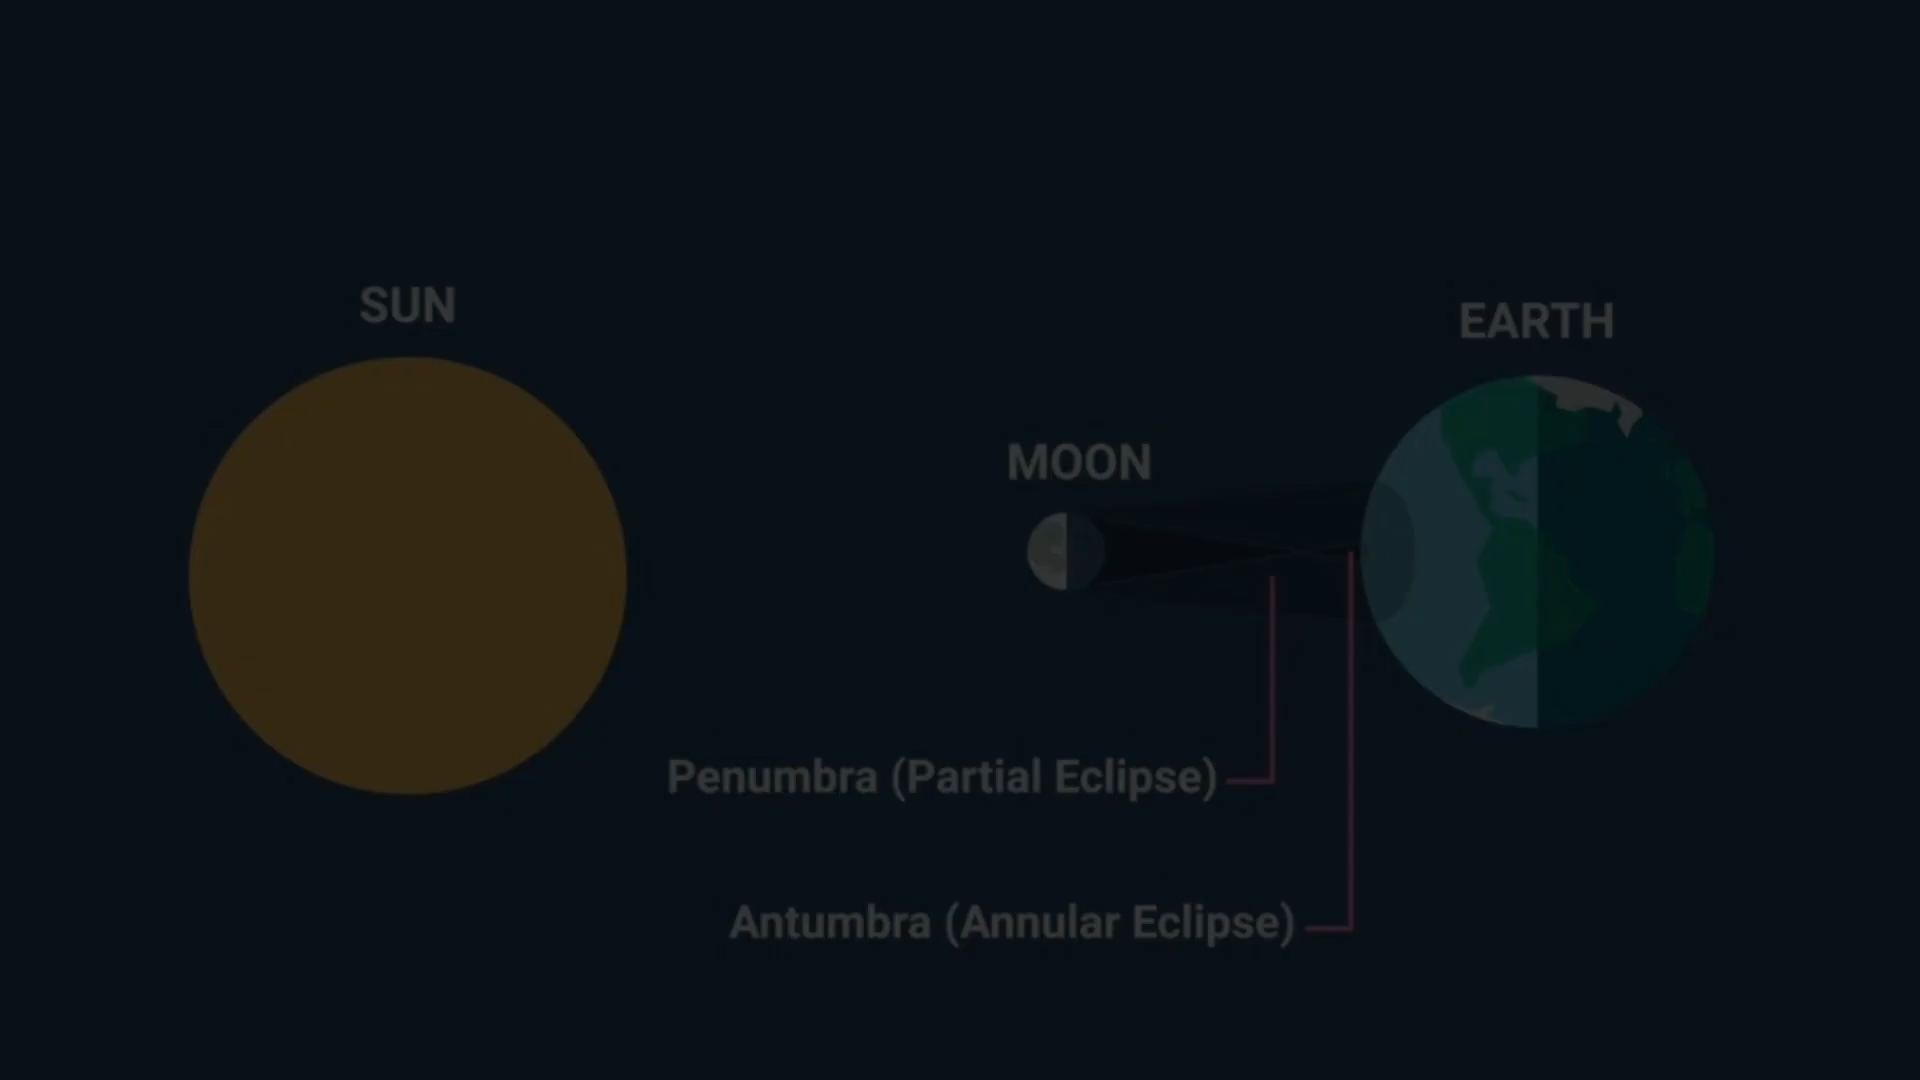 SUN
EARTH
MOON
Penumbra (Partial Eclipse)
Antumbra (Annular Eclipse)